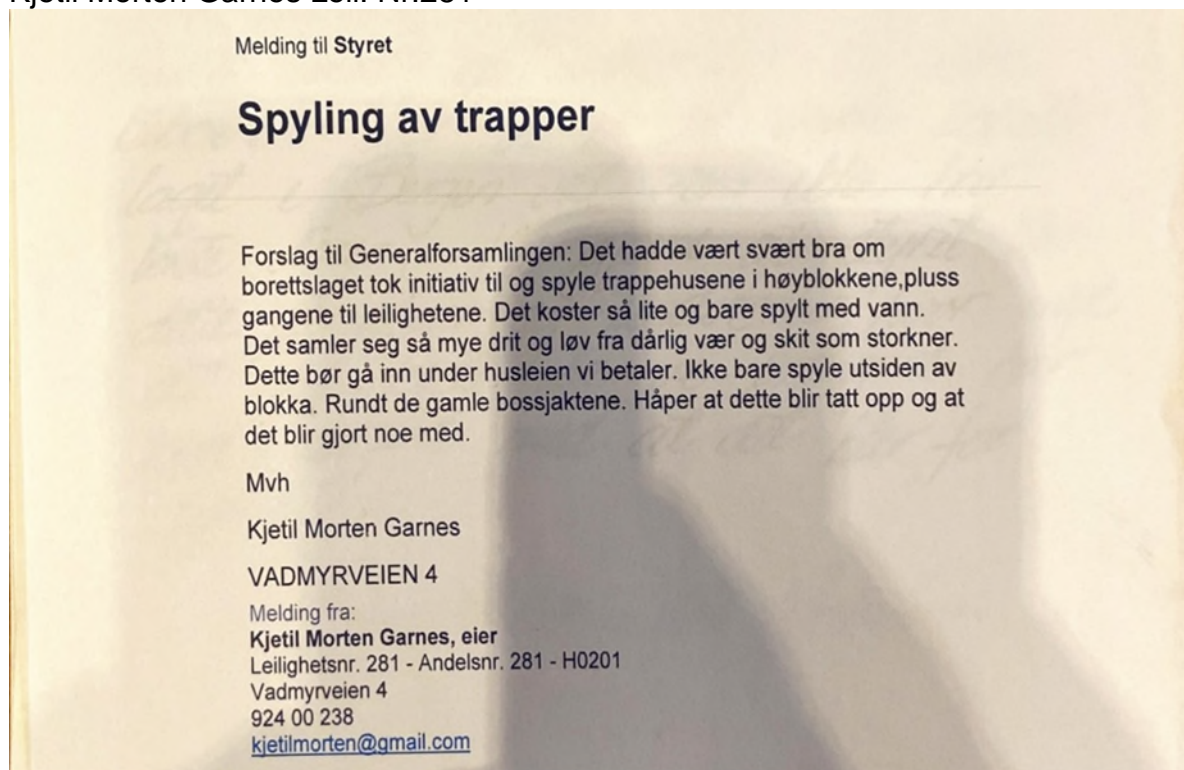 Melding til Styret
Spyling av trapper
Forslag til Generalforsamlingen: Det hadde vært svært bra om
borettslaget tok initiativ til og spyle trappehusene i høyblokkene,pluss
gangene til leilighetene. Det koster så lite og bare spylt med vann.
Det samler seg så mye drit og løv fra dårlig vær og skit som storkner.
Dette bør gå inn under husleien vi betaler. Ikke bare spyle utsiden av
blokka. Rundt de gamle bossjaktene. Håper at dette blir tatt opp og at
det blir gjort noe med.
Mvh
Kjetil Morten Garnes
VADMYRVEIEN 4
Melding fra:
Kjetil Morten Garnes, eier
Leilighetsnr. 281 - Andelsnr. 281 - H0201
Vadmyrveien 4
924 00 238
kjetilmorten@gmail.com